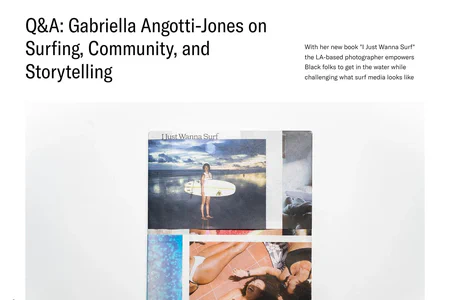 Q&A: Gabriella Angotti-Jones on
Surfing, Community, and
Storytelling
With her new book "I Just Wanna Surf"
the LA-based photographer empowers
Black folks to get in the water while
challenging what surf media looks like
I Just Wanna Surf